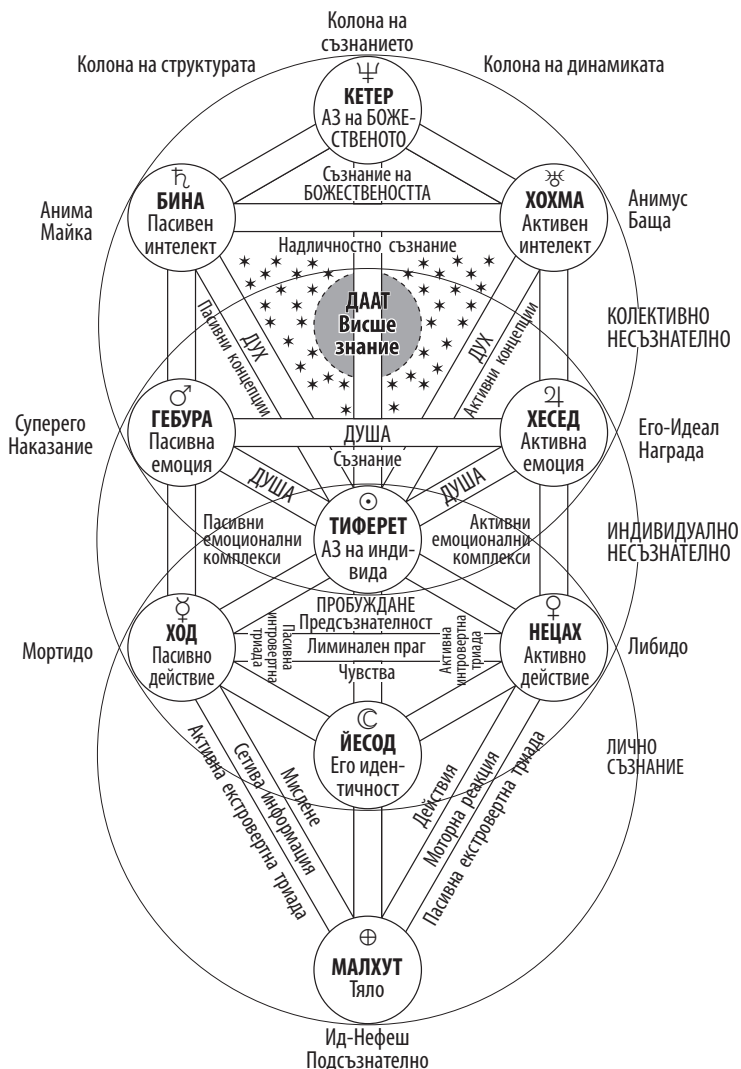 Колона на
съзнанието
Колона на структурата
Колона на динамиката
КЕТЕР
АЗ на БОЖЕ-
СТВЕНОТО
Съзнание на
БОЖЕСТВЕНОСТТА
БИНА
Пасивен
интелект
ХОХМА
Активен
интелект
Анима
Майка
Анимус
Баща
Надличностно съзнание
ДААТ
Висше
знание
Пасивни концепции
ДУХ
ДУХ
Активни концепции
КОЛЕКТИВНО
НЕСЪЗНАТЕЛНО
Суперего
Наказание
ГЕБУРА
Пасивна
емоция
ДУША
Съзнание
ХЕСЕД
Активна
емоция
Его-Идеал
Награда
ДУША
ДУША
ТИФЕРЕТ
АЗ на инди-
вида
Пасивни
емоционални
комплекси
Активни
емоционални
комплекси
ИНДИВИДУАЛНО
НЕСЪЗНАТЕЛНО
Мортидо
ХОД
Пасивно
действие
Пасивна
интровертна
триада
ПРОБУЖДАНЕ
Предсъзнателност
Лиминален праг
Чувства
Активна
интровертна
триада
НЕЦАХ
Активно
действие
Либидо
ЙЕСОД
Его иден-
тичност
ЛИЧНО
СЪЗНАНИЕ
Активна екстровертна триада
Сетива информация
Мислене
Действия
Моторна реакция
Пасивна екстровертна триада
МАЛХУТ
Тяло
Ид-Нефеш
Подсъзнателно